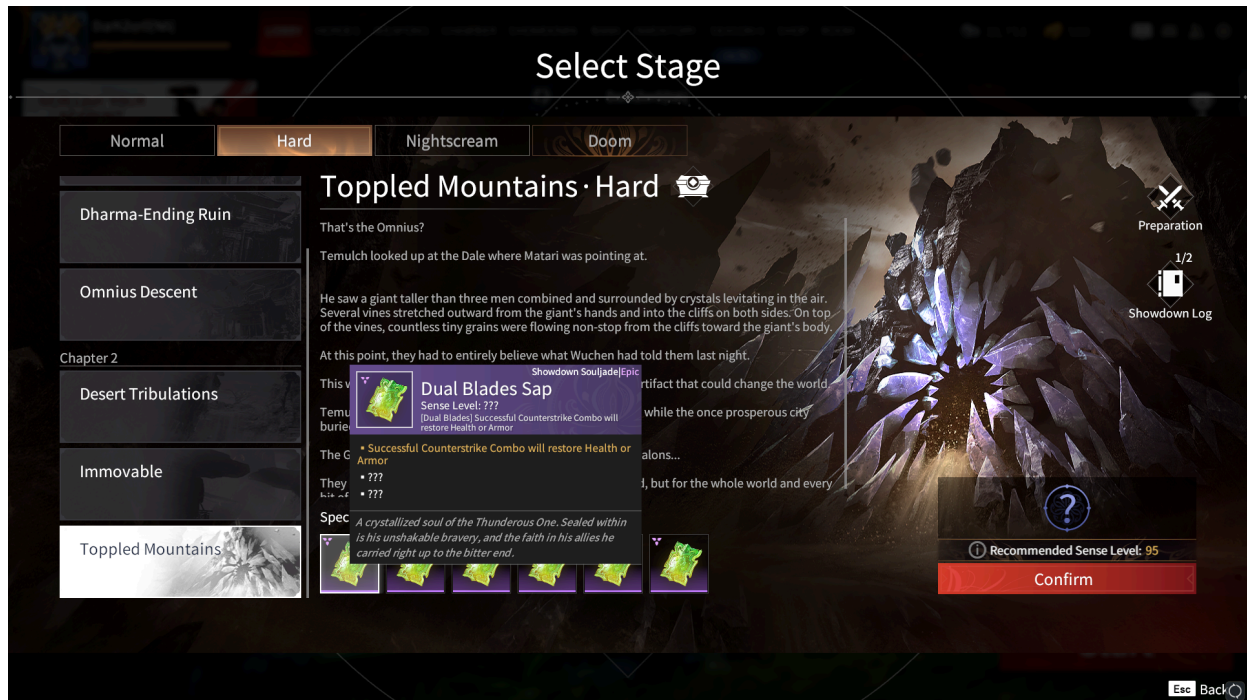 Select Stage
Normal
Hard
Nightscream
Doom
Dharma-Ending Ruin
Omnius Descent
Chapter 2
Desert Tribulations
Immovable
Toppled Mountains
Toppled Mountains · Hard
That's the Omnius?
Temulch looked up at the Dale where Matari was pointing at.
He saw a giant taller than three men combined and surrounded by crystals levitating in the air.
Several vines stretched outward from the giant's hands and into the cliffs on both sides. On top
of the vines, countless tiny grains were flowing non-stop from the cliffs toward the giant's body.
At this point, they had to entirely believe what Wuchen had told them last night.
This w
rtifact that could change the world,
Temu
while the once prosperous city
burie
The G
alons...
They
d, but for the whole world and every
Spec
Showdown Souljade|Epic
Dual Blades Sap
Sense Level: ???
[Dual Blades] Successful Counterstrike Combo will
restore Health or Armor
▪ Successful Counterstrike Combo will restore Health or
Armor
▪ ???
▪ ???
A crystallized soul of the Thunderous One. Sealed within
is his unshakable bravery, and the faith in his allies he
carried right up to the bitter end.
Preparation
1/2
Showdown Log
?
Recommended Sense Level: 95
Confirm
Esc Back